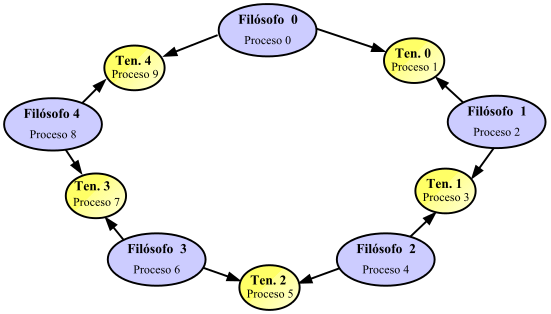 Filósofo 0
Proceso 0
Ten. 4
Proceso 9
Ten. 0
Proceso 1
Filósofo 4
Proceso 8
Filósofo 1
Proceso 2
Ten. 3
Proceso 7
Ten. 1
Proceso 3
Filósofo 3
Proceso 6
Filósofo 2
Proceso 4
Ten. 2
Proceso 5